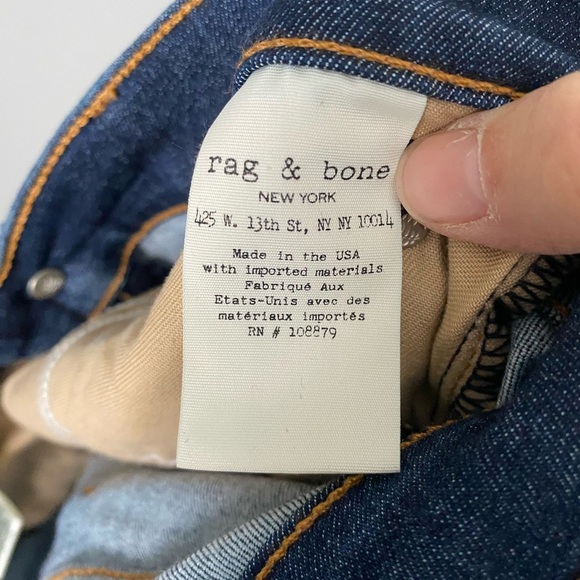 rag & bone
NEW YORK
425 W. 13th St, NY NY 10014
Made in the USA
with imported materials
Fabriqué Aux
Etats-Unis avec des
matériaux importés
RN # 108879